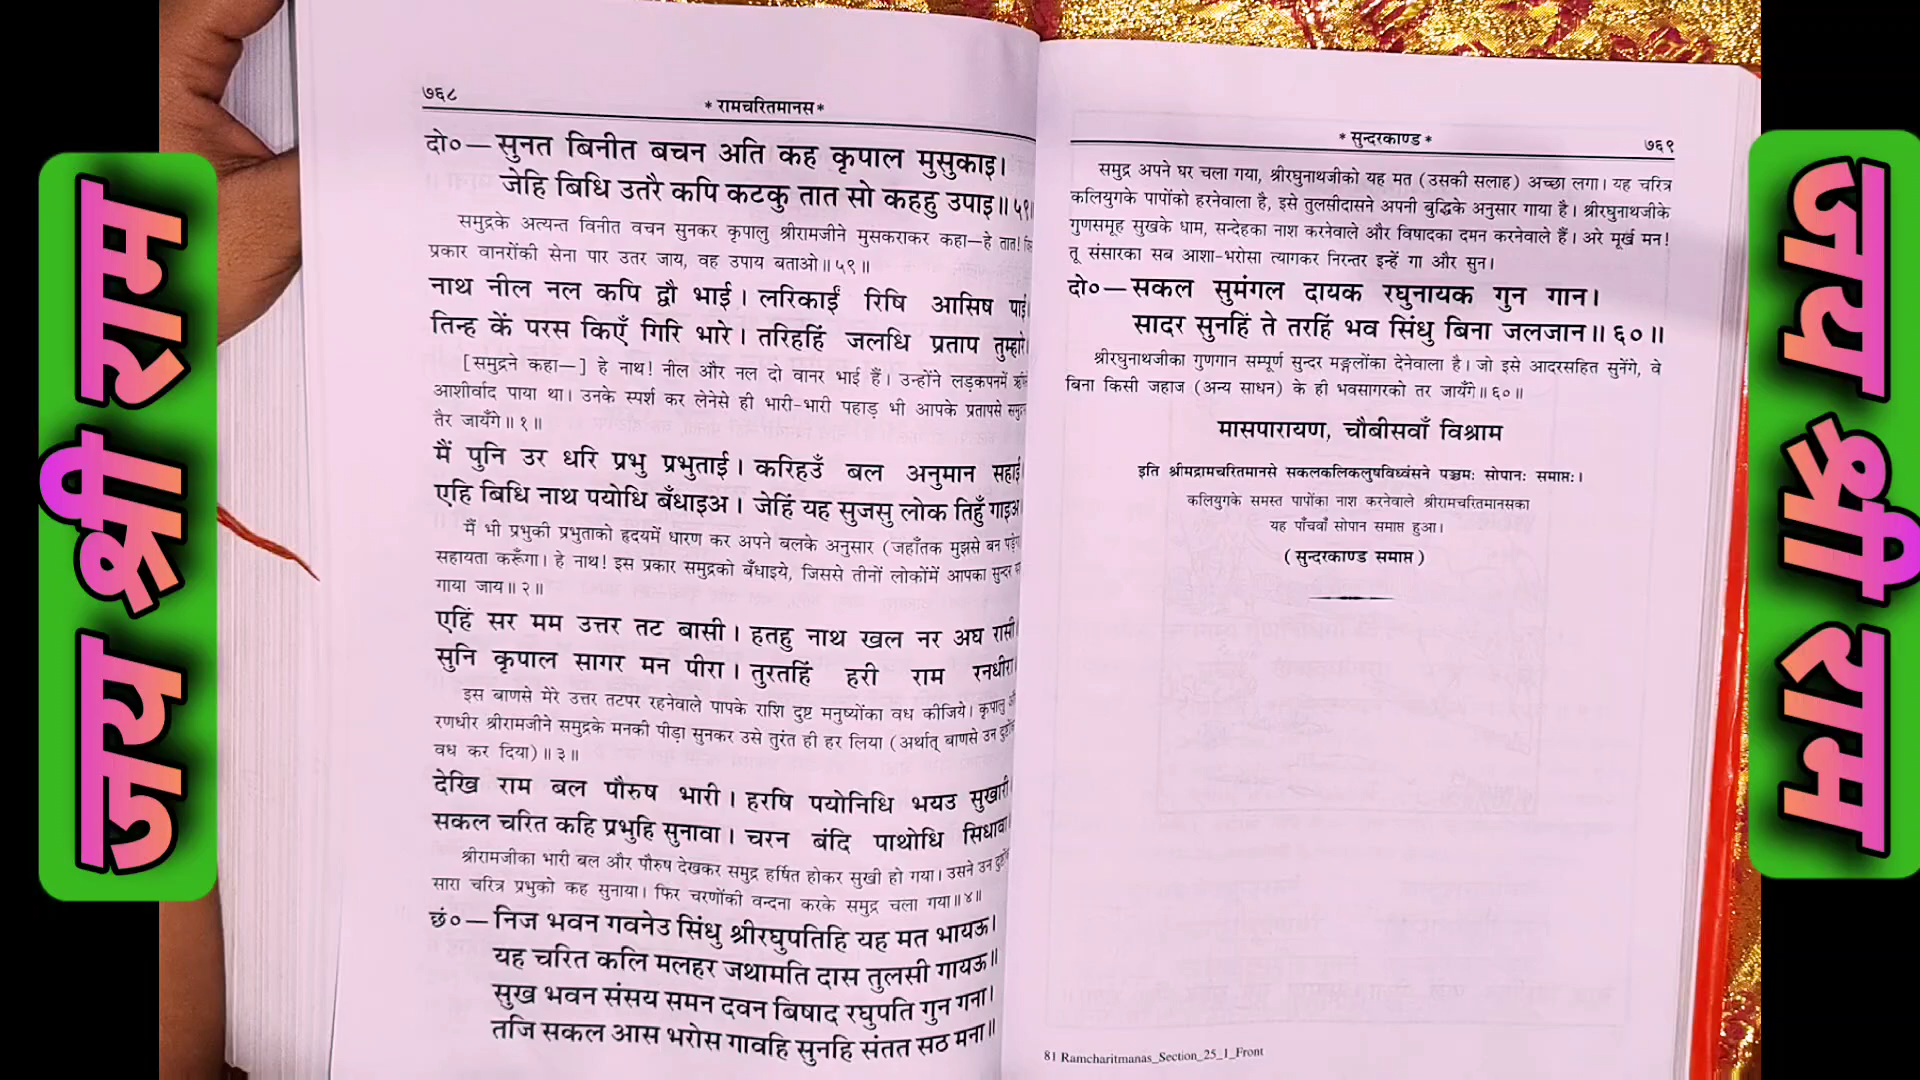 जय श्री राम
७६८
* रामचरितमानस *
दो०— सुनत बिनीत बचन अति कह कृपाल मुसुकाइ।
जेहि बिधि उतरै कपि कटकु तात सो कहहु उपाइ॥ ५९॥
समुद्रके अत्यन्त विनीत वचन सुनकर कृपालु श्रीरामजीने मुसकराकर कहा—हे तात!
प्रकार वानरोंकी सेना पार उतर जाय, वह उपाय बताओ॥ ५९॥
नाथ नील नल कपि द्वौ भाई। लरिकाईं रिषि आसिष पाई
तिन्ह कें परस किएँ गिरि भारे। तरिहहिं जलधि प्रताप तुम्हारे
[समुद्रने कहा—] हे नाथ! नील और नल दो वानर भाई हैं। उन्होंने लड़कपनमें
आशीर्वाद पाया था। उनके स्पर्श कर लेनेसे ही भारी-भारी पहाड़ भी आपके प्रतापसे
तैर जायँगे॥ १॥
मैं पुनि उर धरि प्रभु प्रभुताई। करिहउँ बल अनुमान सहाई
एहि बिधि नाथ पयोधि बँधाइअ। जेहिं यह सुजसु लोक तिहुँ गाइअ
मैं भी प्रभुकी प्रभुताको हृदयमें धारण कर अपने बलके अनुसार (जहाँतक मुझसे बन
सहायता करूँगा। हे नाथ! इस प्रकार समुद्रको बँधाइये, जिससे तीनों लोकोंमें आपका सुन्दर
गाया जाय॥ २॥
एहिं सर मम उत्तर तट बासी। हतहु नाथ खल नर अघ रासी
सुनि कृपाल सागर मन पीरा। तुरतहिं हरी राम रनधीरा
इस बाणसे मेरे उत्तर तटपर रहनेवाले पापके राशि दुष्ट मनुष्योंका वध कीजिये। कृपालु
रणधीर श्रीरामजीने समुद्रके मनकी पीड़ा सुनकर उसे तुरंत ही हर लिया (अर्थात् बाणसे उन
वध कर दिया)॥ ३॥
देखि राम बल पौरुष भारी। हरषि पयोनिधि भयउ सुखारी
सकल चरित कहि प्रभुहि सुनावा। चरन बंदि पाथोधि सिधावा
श्रीरामजीका भारी बल और पौरुष देखकर समुद्र हर्षित होकर सुखी हो गया। उसने उन
सारा चरित्र प्रभुको कह सुनाया। फिर चरणोंकी वन्दना करके समुद्र चला गया॥ ४॥
छं०— निज भवन गवनेउ सिंधु श्रीरघुपतिहि यह मत भायऊ।
यह चरित कलि मलहर जथामति दास तुलसी गायऊ॥
सुख भवन संसय समन दवन बिषाद रघुपति गुन गना।
तजि सकल आस भरोस गावहि सुनहि संतत सठ मना॥
* सुन्दरकाण्ड *
७६९
समुद्र अपने घर चला गया, श्रीरघुनाथजीको यह मत (उसकी सलाह) अच्छा लगा। यह चरित्र
कलियुगके पापोंको हरनेवाला है, इसे तुलसीदासने अपनी बुद्धिके अनुसार गाया है। श्रीरघुनाथजीके
गुणसमूह सुखके धाम, सन्देहका नाश करनेवाले और विषादका दमन करनेवाले हैं। अरे मूर्ख मन!
तू संसारका सब आशा-भरोसा त्यागकर निरन्तर इन्हें गा और सुन।
दो०— सकल सुमंगल दायक रघुनायक गुन गान।
सादर सुनहिं ते तरहिं भव सिंधु बिना जलजान॥ ६०॥
श्रीरघुनाथजीका गुणगान सम्पूर्ण सुन्दर मङ्गलोंका देनेवाला है। जो इसे आदरसहित सुनेंगे, वे
बिना किसी जहाज (अन्य साधन) के ही भवसागरको तर जायँगे॥ ६०॥
मासपारायण, चौबीसवाँ विश्राम
इति श्रीमद्रामचरितमानसे सकलकलिकलुषविध्वंसने पञ्चमः सोपानः समाप्तः।
कलियुगके समस्त पापोंका नाश करनेवाले श्रीरामचरितमानसका
यह पाँचवाँ सोपान समाप्त हुआ।
(सुन्दरकाण्ड समाप्त)
81 Ramcharitmanas_Section_25_1_Front
जय श्री राम